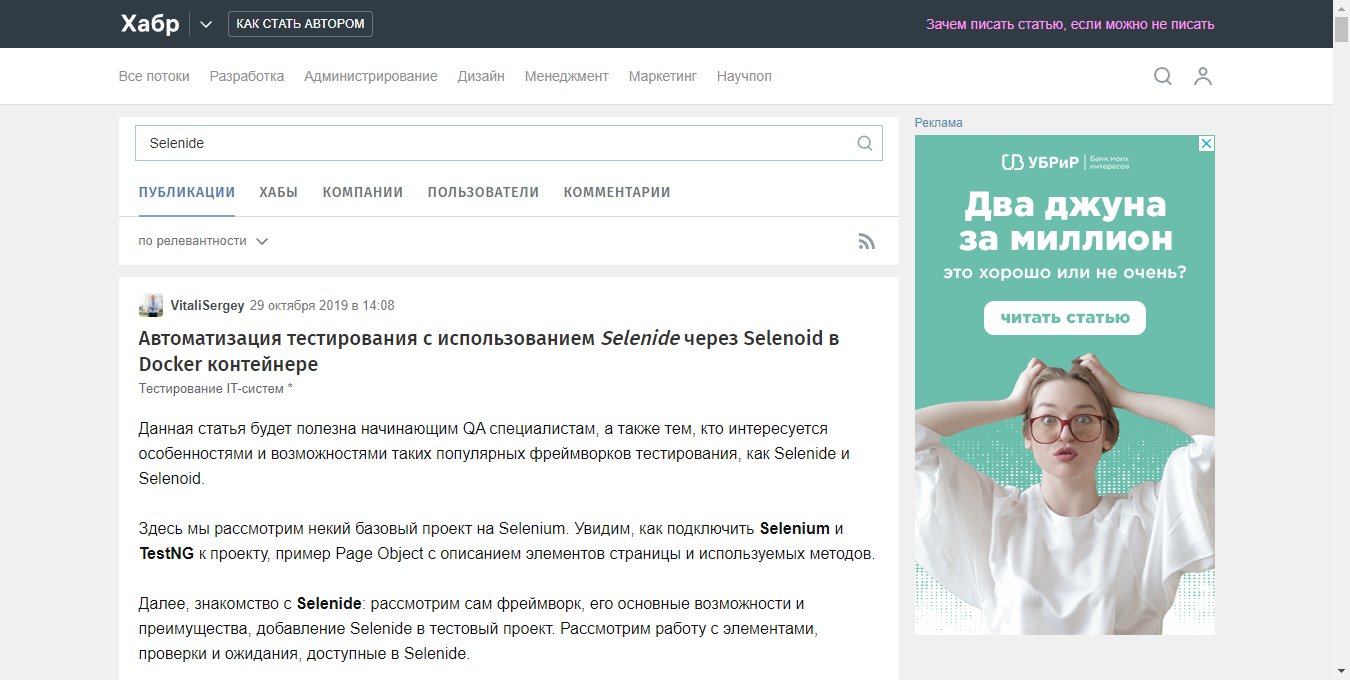 Хабр
КАК СТАТЬ АВТОРОМ
Зачем писать статью, если можно не писать
Все потоки Разработка Администрирование Дизайн Менеджмент Маркетинг Научпоп
Selenide
ПУБЛИКАЦИИ ХАБЫ КОМПАНИИ ПОЛЬЗОВАТЕЛИ КОММЕНТАРИИ
по релевантности
VitaliSergey 29 октября 2019 в 14:08
Автоматизация тестирования с использованием Selenide через Selenoid в
Docker контейнере
Тестирование IT-систем *
Данная статья будет полезна начинающим QA специалистам, а также тем, кто интересуется
особенностями и возможностями таких популярных фреймворков тестирования, как Selenide и
Selenoid.
Здесь мы рассмотрим некий базовый проект на Selenium. Увидим, как подключить Selenium и
TestNG к проекту, пример Page Object с описанием элементов страницы и используемых методов.
Далее, знакомство с Selenide: рассмотрим сам фреймворк, его основные возможности и
преимущества, добавление Selenide в тестовый проект. Рассмотрим работу с элементами,
проверки и ожидания, доступные в Selenide.
Реклама
УБРиР
Банк моих
интересов
Два джуна
за миллион
это хорошо или не очень?
читать статью